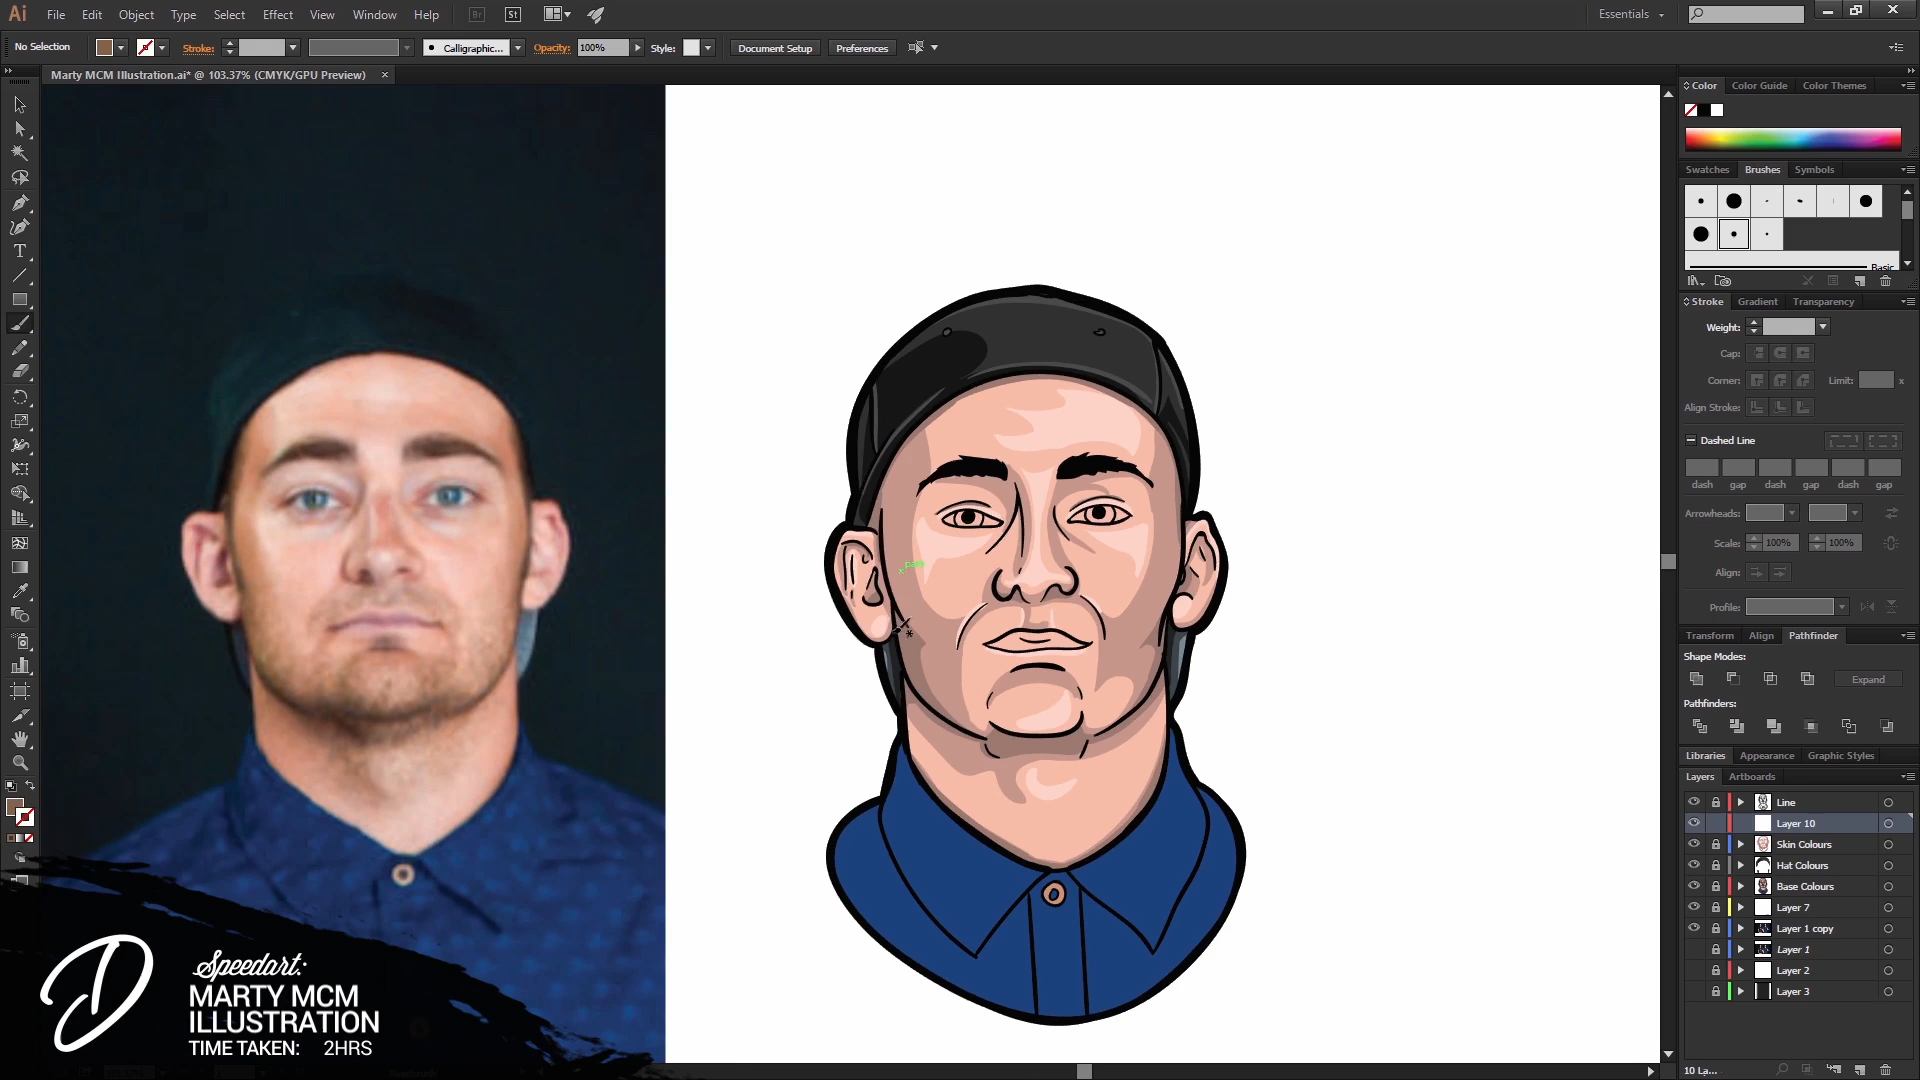 Ai File Edit Object Type Select Effect View Window Help Br St Essentials
No Selection Stroke: Calligraphic... Opacity: 100% Style: Document Setup Preferences
Marty MCM Illustration.ai* @ 103.37% (CMYK/GPU Preview) ×
Color Color Guide Color Themes
Swatches Brushes Symbols
Basic
Stroke Gradient Transparency
Weight:
Cap:
Corner: Limit: x
Align Stroke:
Dashed Line
dash gap dash gap dash gap
Arrowheads:
Scale: 100% 100%
Align:
Profile:
Transform Align Pathfinder
Shape Modes:
Expand
Pathfinders:
Libraries Appearance Graphic Styles
Layers Artboards
Line
Layer 10
Skin Colours
Hat Colours
Base Colours
Layer 7
Layer 1 copy
Layer 1
Layer 2
Layer 3
10 La...
path
D
Speedart:
MARTY MCM
ILLUSTRATION
TIME TAKEN: 2HRS